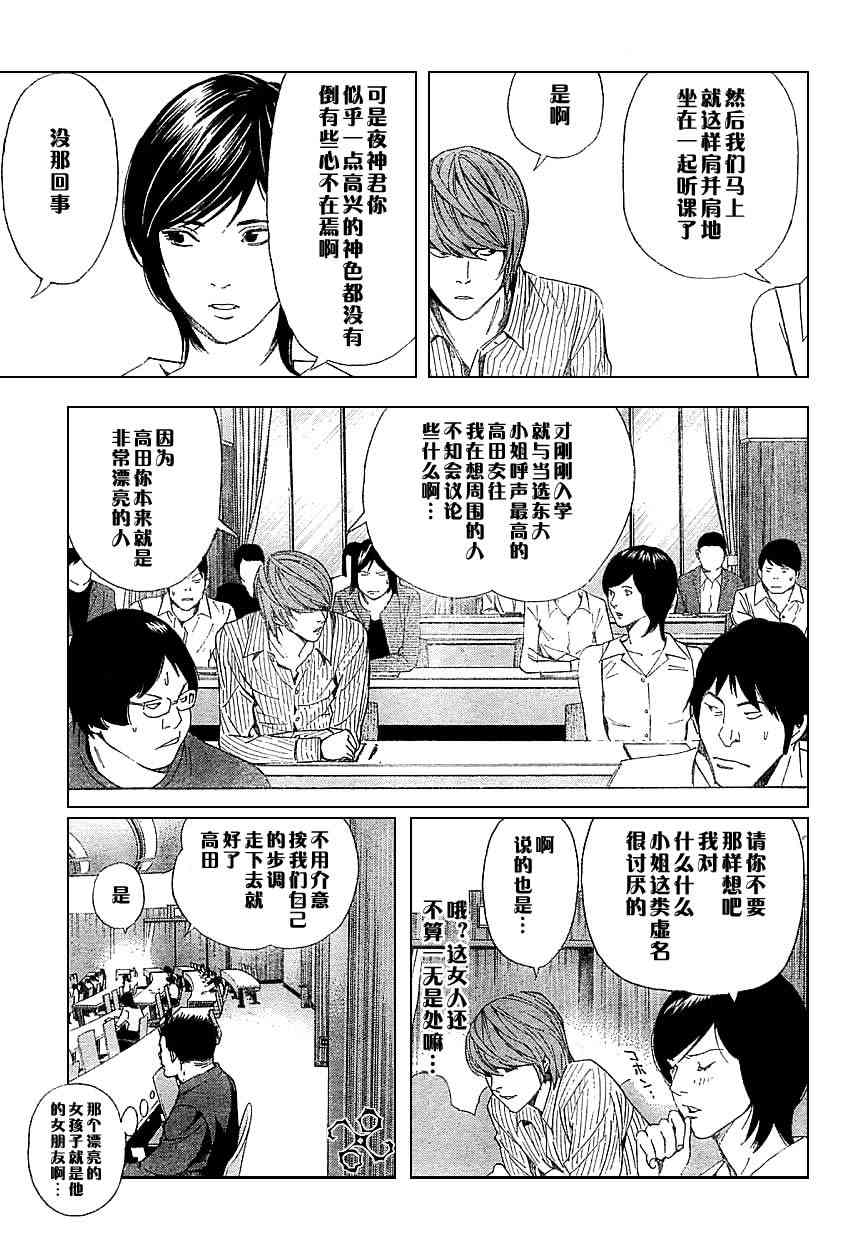 然后我们马上
就这样肩并肩地
坐在一起听课了
是
啊
可是夜神君你
似乎一点高兴的神色都没有
倒有些心不在焉啊
没那回事
才刚刚入学
就与当选东大
小姐呼声最高的
高田交往
我在想周围的人
不知会议论
些什么啊…
因为
高田你本来就是
非常漂亮的人
请你不要
那样想吧
我对
什么什么
小姐这类虚名
很讨厌的
啊
说的也是…
哦？这女人还
不算一无是处嘛…
コホン
不用介意
按我们自己
的步调
走下去就
好了
高田
是
那个漂亮的
女孩子就是他
的女朋友啊…